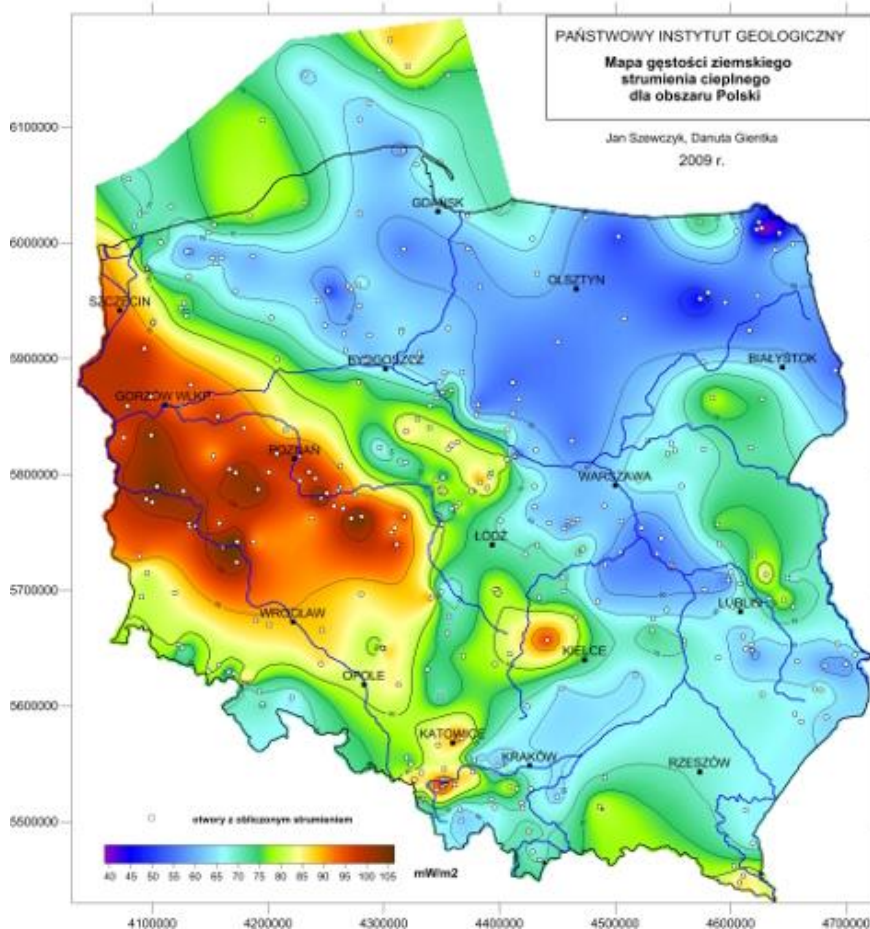 PAŃSTWOWY INSTYTUT GEOLOGICZNY
Mapa gęstości ziemskiego
strumienia cieplnego
dla obszaru Polski
Jan Szewczyk, Danuta Gientka
2009 r.
6100000
GDAŃSK
6000000
OLSZTYN
SZCZECIN
5900000
BYDGOSZCZ
BIAŁYSTOK
GORZÓW WLKP.
POZNAŃ
5800000
WARSZAWA
ŁÓDŹ
5700000
LUBLIN
WROCŁAW
KIELCE
5600000
OPOLE
KATOWICE
KRAKÓW
RZESZÓW
5500000
otwory z obliczonym strumieniem
40 45 50 55 60 65 70 75 80 85 90 95 100 105 mW/m2
4100000 4200000 4300000 4400000 4500000 4600000 4700000